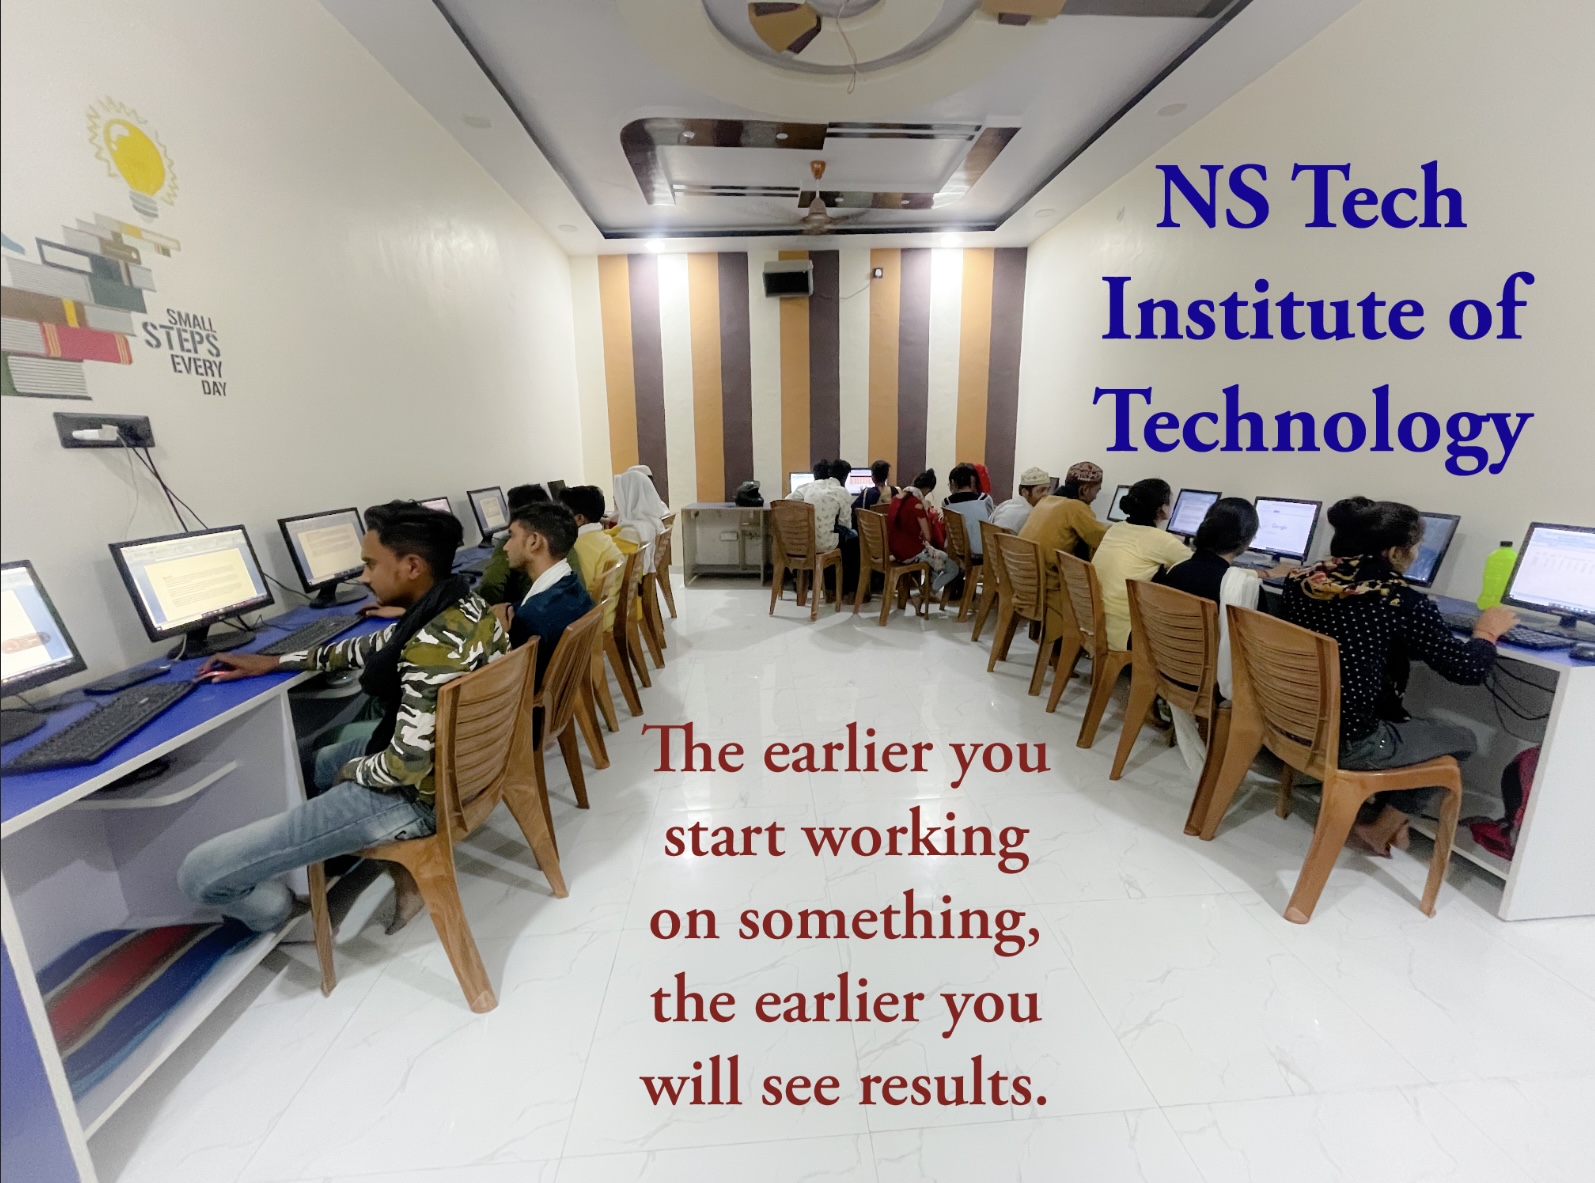 SMALL
STEPS
EVERY
DAY
NS Tech
Institute of
Technology
Google
The earlier you
start working
on something,
the earlier you
will see results.